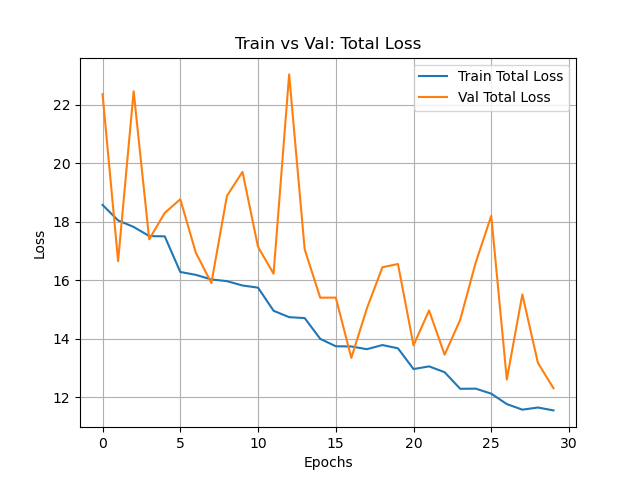 Train vs Val: Total Loss
Train Total Loss
Val Total Loss
Loss
22
20
18
16
14
12
0 5 10 15 20 25 30
Epochs